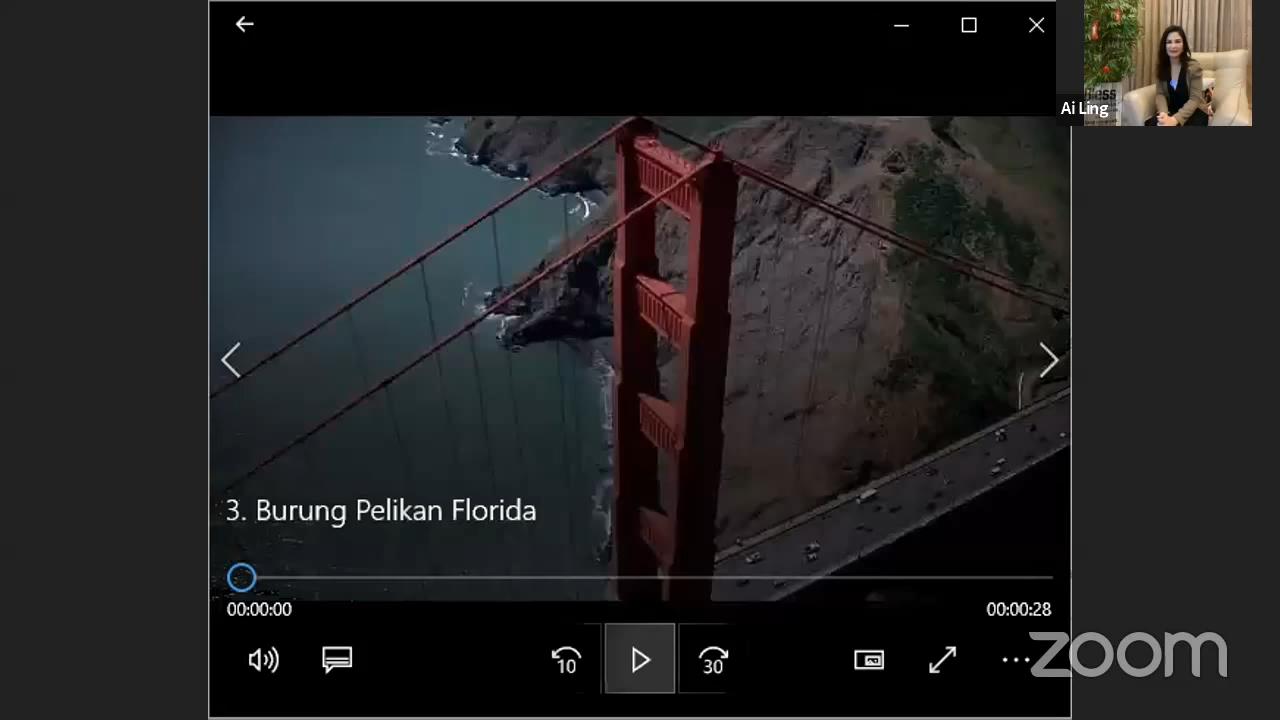 Ai Ling
3. Burung Pelikan Florida
00:00:00
00:00:28
10
30
zoom